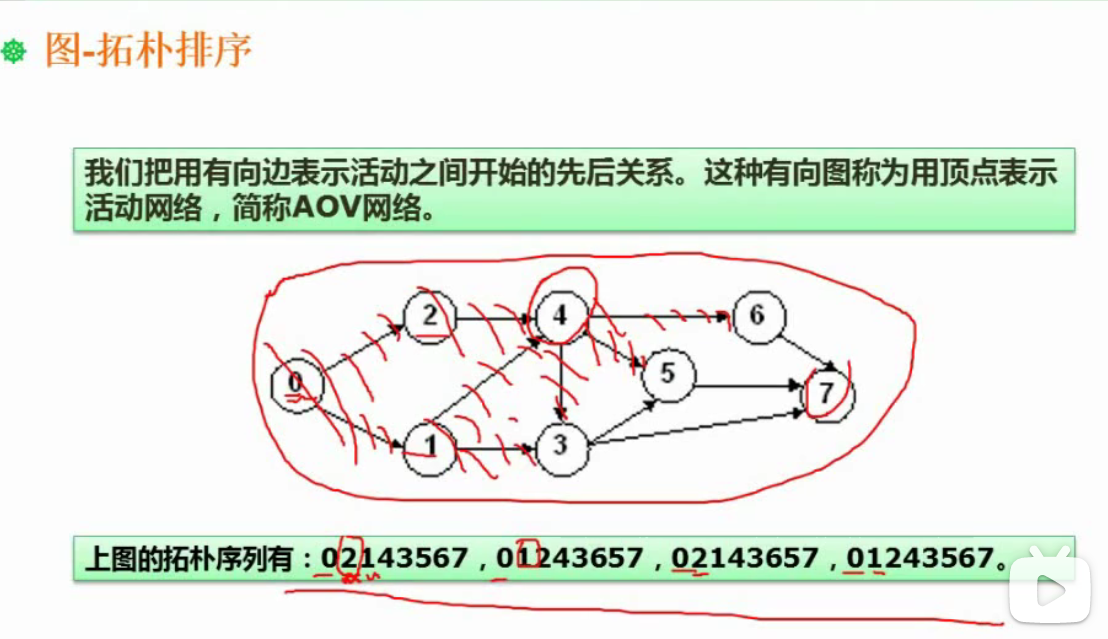 图-拓朴排序
我们把用有向边表示活动之间开始的先后关系。这种有向图称为用顶点表示
活动网络，简称AOV网络。
2 4 6
0 5 7
1 3
上图的拓朴序列有：02143567，01243657，02143657，01243567。